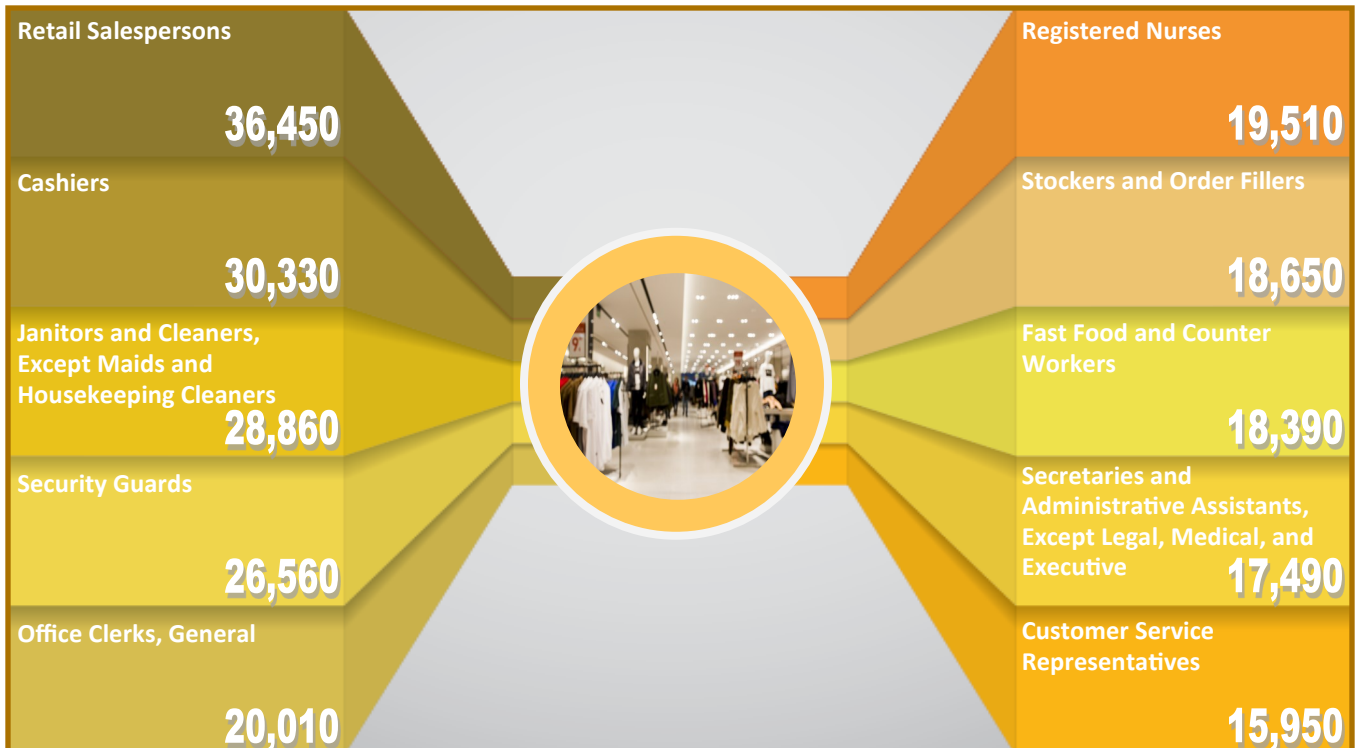 Retail Salespersons
36,450
Cashiers
30,330
Janitors and Cleaners,
Except Maids and
Housekeeping Cleaners
28,860
Security Guards
26,560
Office Clerks, General
20,010
Registered Nurses
19,510
Stockers and Order Fillers
18,650
Fast Food and Counter
Workers
18,390
Secretaries and
Administrative Assistants,
Except Legal, Medical, and
Executive
17,490
Customer Service
Representatives
15,950